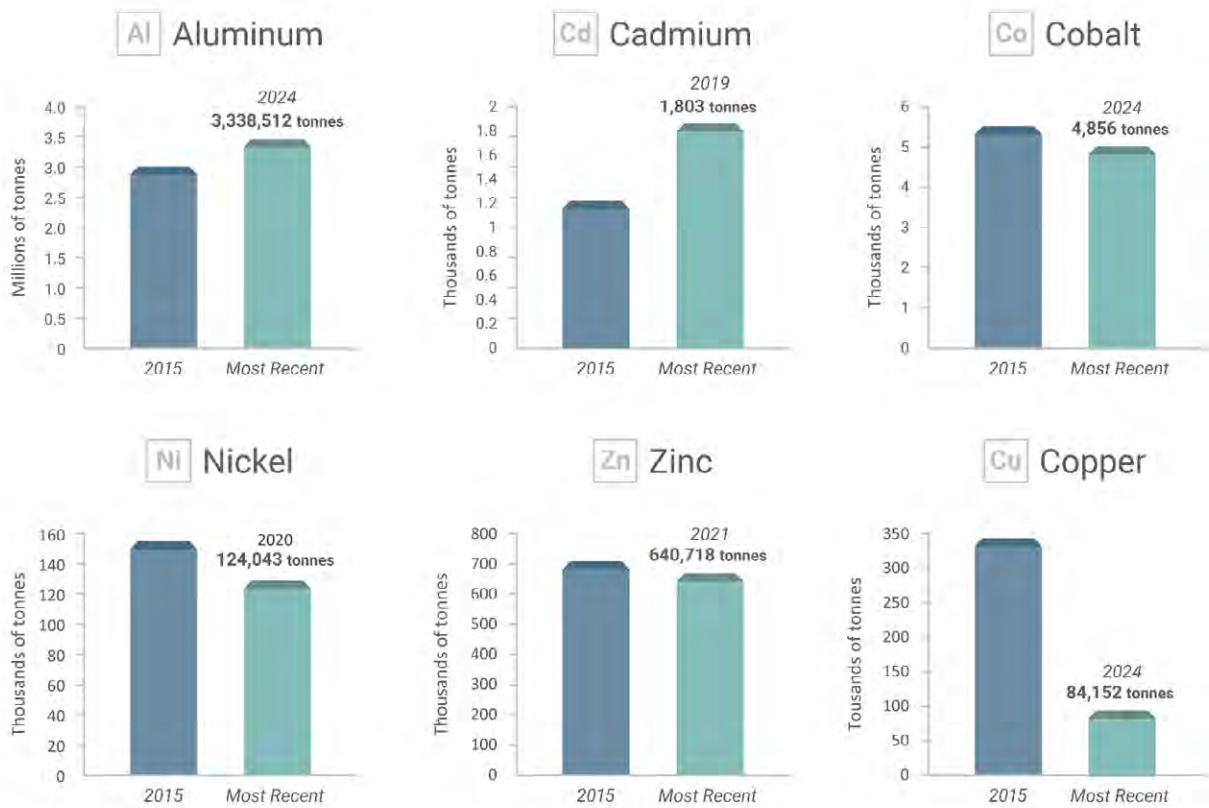 Al Aluminum
2024
3,338,512 tonnes
Millions of tonnes
4.0
3.5
3.0
2.5
2.0
1.5
1.0
0.5
0
2015 Most Recent
Cd Cadmium
2019
1,803 tonnes
Thousands of tonnes
2
1.8
1.6
1.4
1.2
1
0.8
0.6
0.4
0.2
0
2015 Most Recent
Co Cobalt
2024
4,856 tonnes
Thousands of tonnes
6
5
4
3
2
1
0
2015 Most Recent
Ni Nickel
2020
124,043 tonnes
Thousands of tonnes
160
140
120
100
80
60
40
20
0
2015 Most Recent
Zn Zinc
2021
640,718 tonnes
Thousands of tonnes
800
700
600
500
400
300
200
100
0
2015 Most Recent
Cu Copper
2024
84,152 tonnes
Tousands of tonnes
350
300
250
200
150
100
50
0
2015 Most Recent